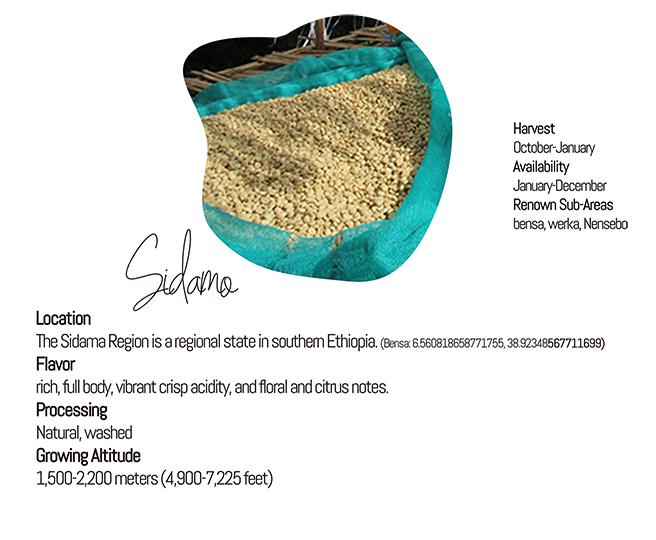 Harvest
October-January
Availability
January-December
Renown Sub-Areas
bensa, werka, Nensebo
Sidamo
Location
The Sidama Region is a regional state in southern Ethiopia. (Bensa: 6.560818658771755, 38.92348567711699)
Flavor
rich, full body, vibrant crisp acidity, and floral and citrus notes.
Processing
Natural, washed
Growing Altitude
1,500-2,200 meters (4,900-7,225 feet)